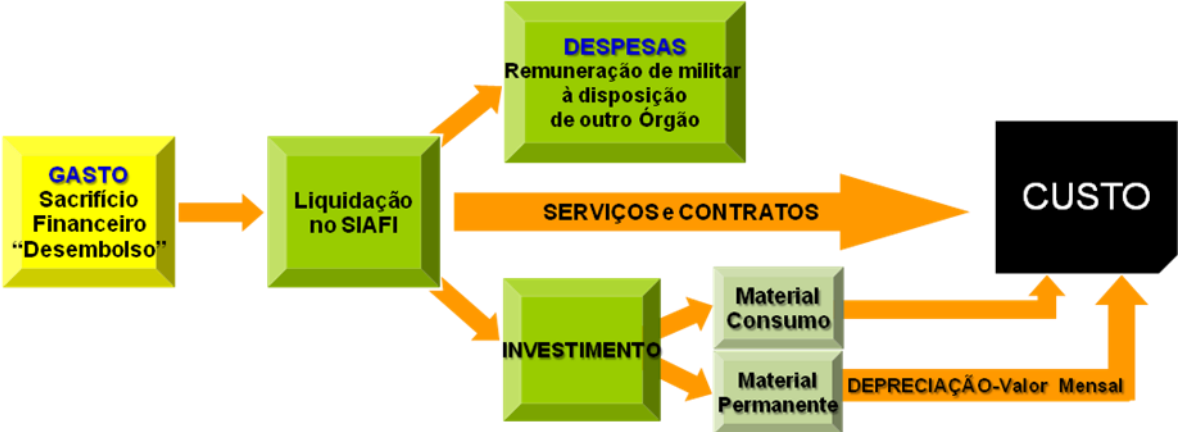 GASTO
Sacrifício
Financeiro
“Desembolso”
Liquidação
no SIAFI
DESPESAS
Remuneração de militar
à disposição
de outro Órgão
SERVIÇOS e CONTRATOS
CUSTO
INVESTIMENTO
Material
Consumo
Material
Permanente
DEPRECIAÇÃO-Valor Mensal